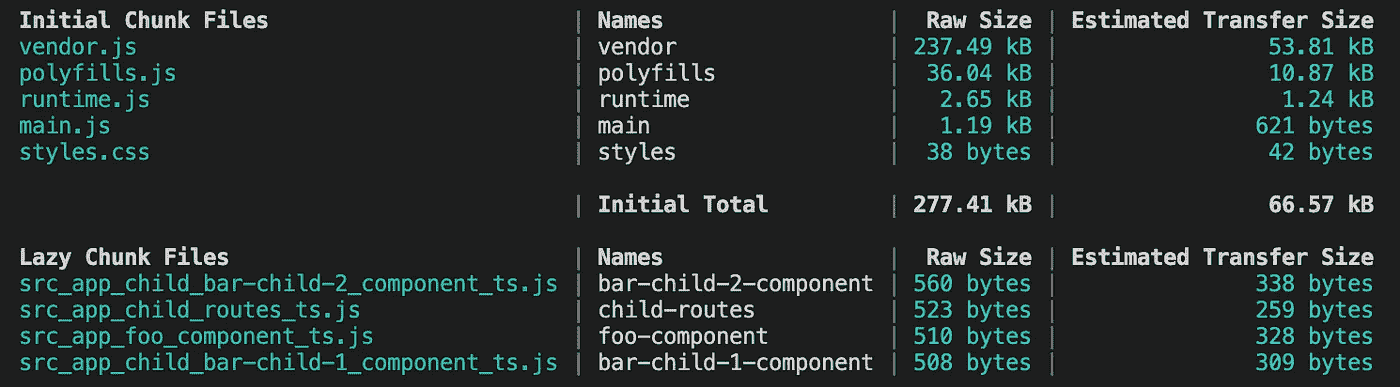 Initial Chunk Files | Names | Raw Size | Estimated Transfer Size
vendor.js | vendor | 237.49 kB | 53.81 kB
polyfills.js | polyfills | 36.04 kB | 10.87 kB
runtime.js | runtime | 2.65 kB | 1.24 kB
main.js | main | 1.19 kB | 621 bytes
styles.css | styles | 38 bytes | 42 bytes
| Initial Total | 277.41 kB | 66.57 kB
Lazy Chunk Files | Names | Raw Size | Estimated Transfer Size
src_app_child_bar-child-2_component_ts.js | bar-child-2-component | 560 bytes | 338 bytes
src_app_child_routes_ts.js | child-routes | 523 bytes | 259 bytes
src_app_foo_component_ts.js | foo-component | 510 bytes | 328 bytes
src_app_child_bar-child-1_component_ts.js | bar-child-1-component | 508 bytes | 309 bytes